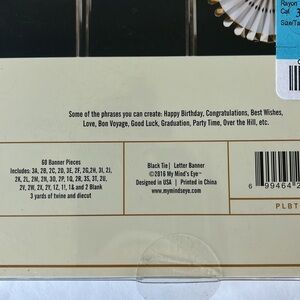 Rayon
Some of the phrases you can create: Happy Birthday, Congratulations, Best Wishes,
Love, Bon Voyage, Good Luck, Graduation, Party Time, Over the Hill, etc.
60 Banner Pieces
Includes: 3A, 2B, 2C, 2D, 3E, 2F, 2G, 2H, 3I, 2J,
2K, 2L, 2M, 2N, 3O, 2P, 1Q, 2R, 3S, 3T, 2U,
2V, 2W, 2X, 2Y, 1Z, 1!, 1& and 2 Blank
3 yards of twine and diecut
Black Tie | Letter Banner
©2016 My Mind's Eye™
Designed in USA | Printed in China
www.mymindseye.com
6 99464
PLBT